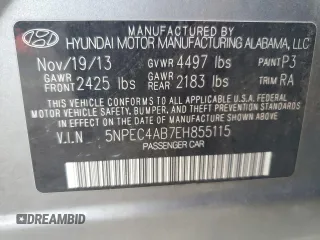 MANUFACTURED BY
HYUNDAI MOTOR MANUFACTURING ALABAMA, LLC
Nov/19/13 GVWR 4497 lbs PAINT P3
GAWR FRONT 2425 lbs GAWR REAR 2183 lbs TRIM RA
THIS VEHICLE CONFORMS TO ALL APPLICABLE FEDERAL
MOTOR VEHICLE SAFETY, BUMPER, AND THEFT PREVENTION
STANDARDS IN EFFECT ON THE DATE OF MANUFACTURE
SHOWN ABOVE.
V.I.N 5NPEC4AB7EH855115
PASSENGER CAR
© DREAMBID